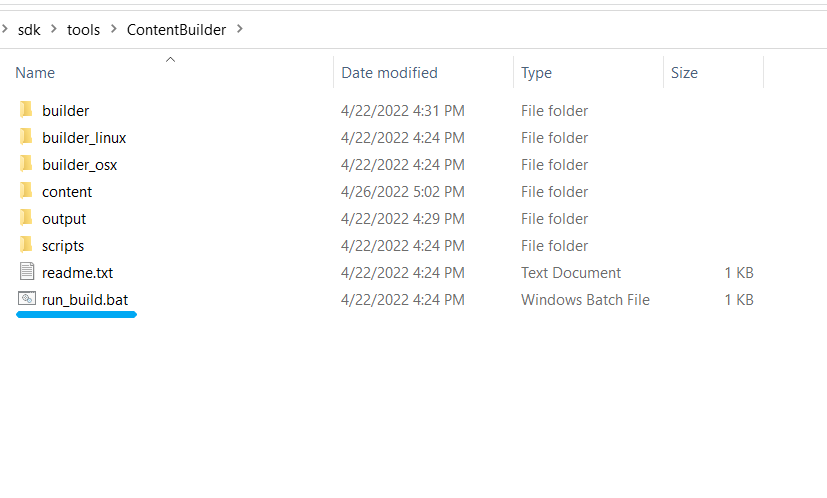 sdk tools ContentBuilder
Name Date modified Type Size
builder 4/22/2022 4:31 PM File folder
builder_linux 4/22/2022 4:24 PM File folder
builder_osx 4/22/2022 4:24 PM File folder
content 4/26/2022 5:02 PM File folder
output 4/22/2022 4:29 PM File folder
scripts 4/22/2022 4:24 PM File folder
readme.txt 4/22/2022 4:24 PM Text Document 1 KB
run_build.bat 4/22/2022 4:24 PM Windows Batch File 1 KB